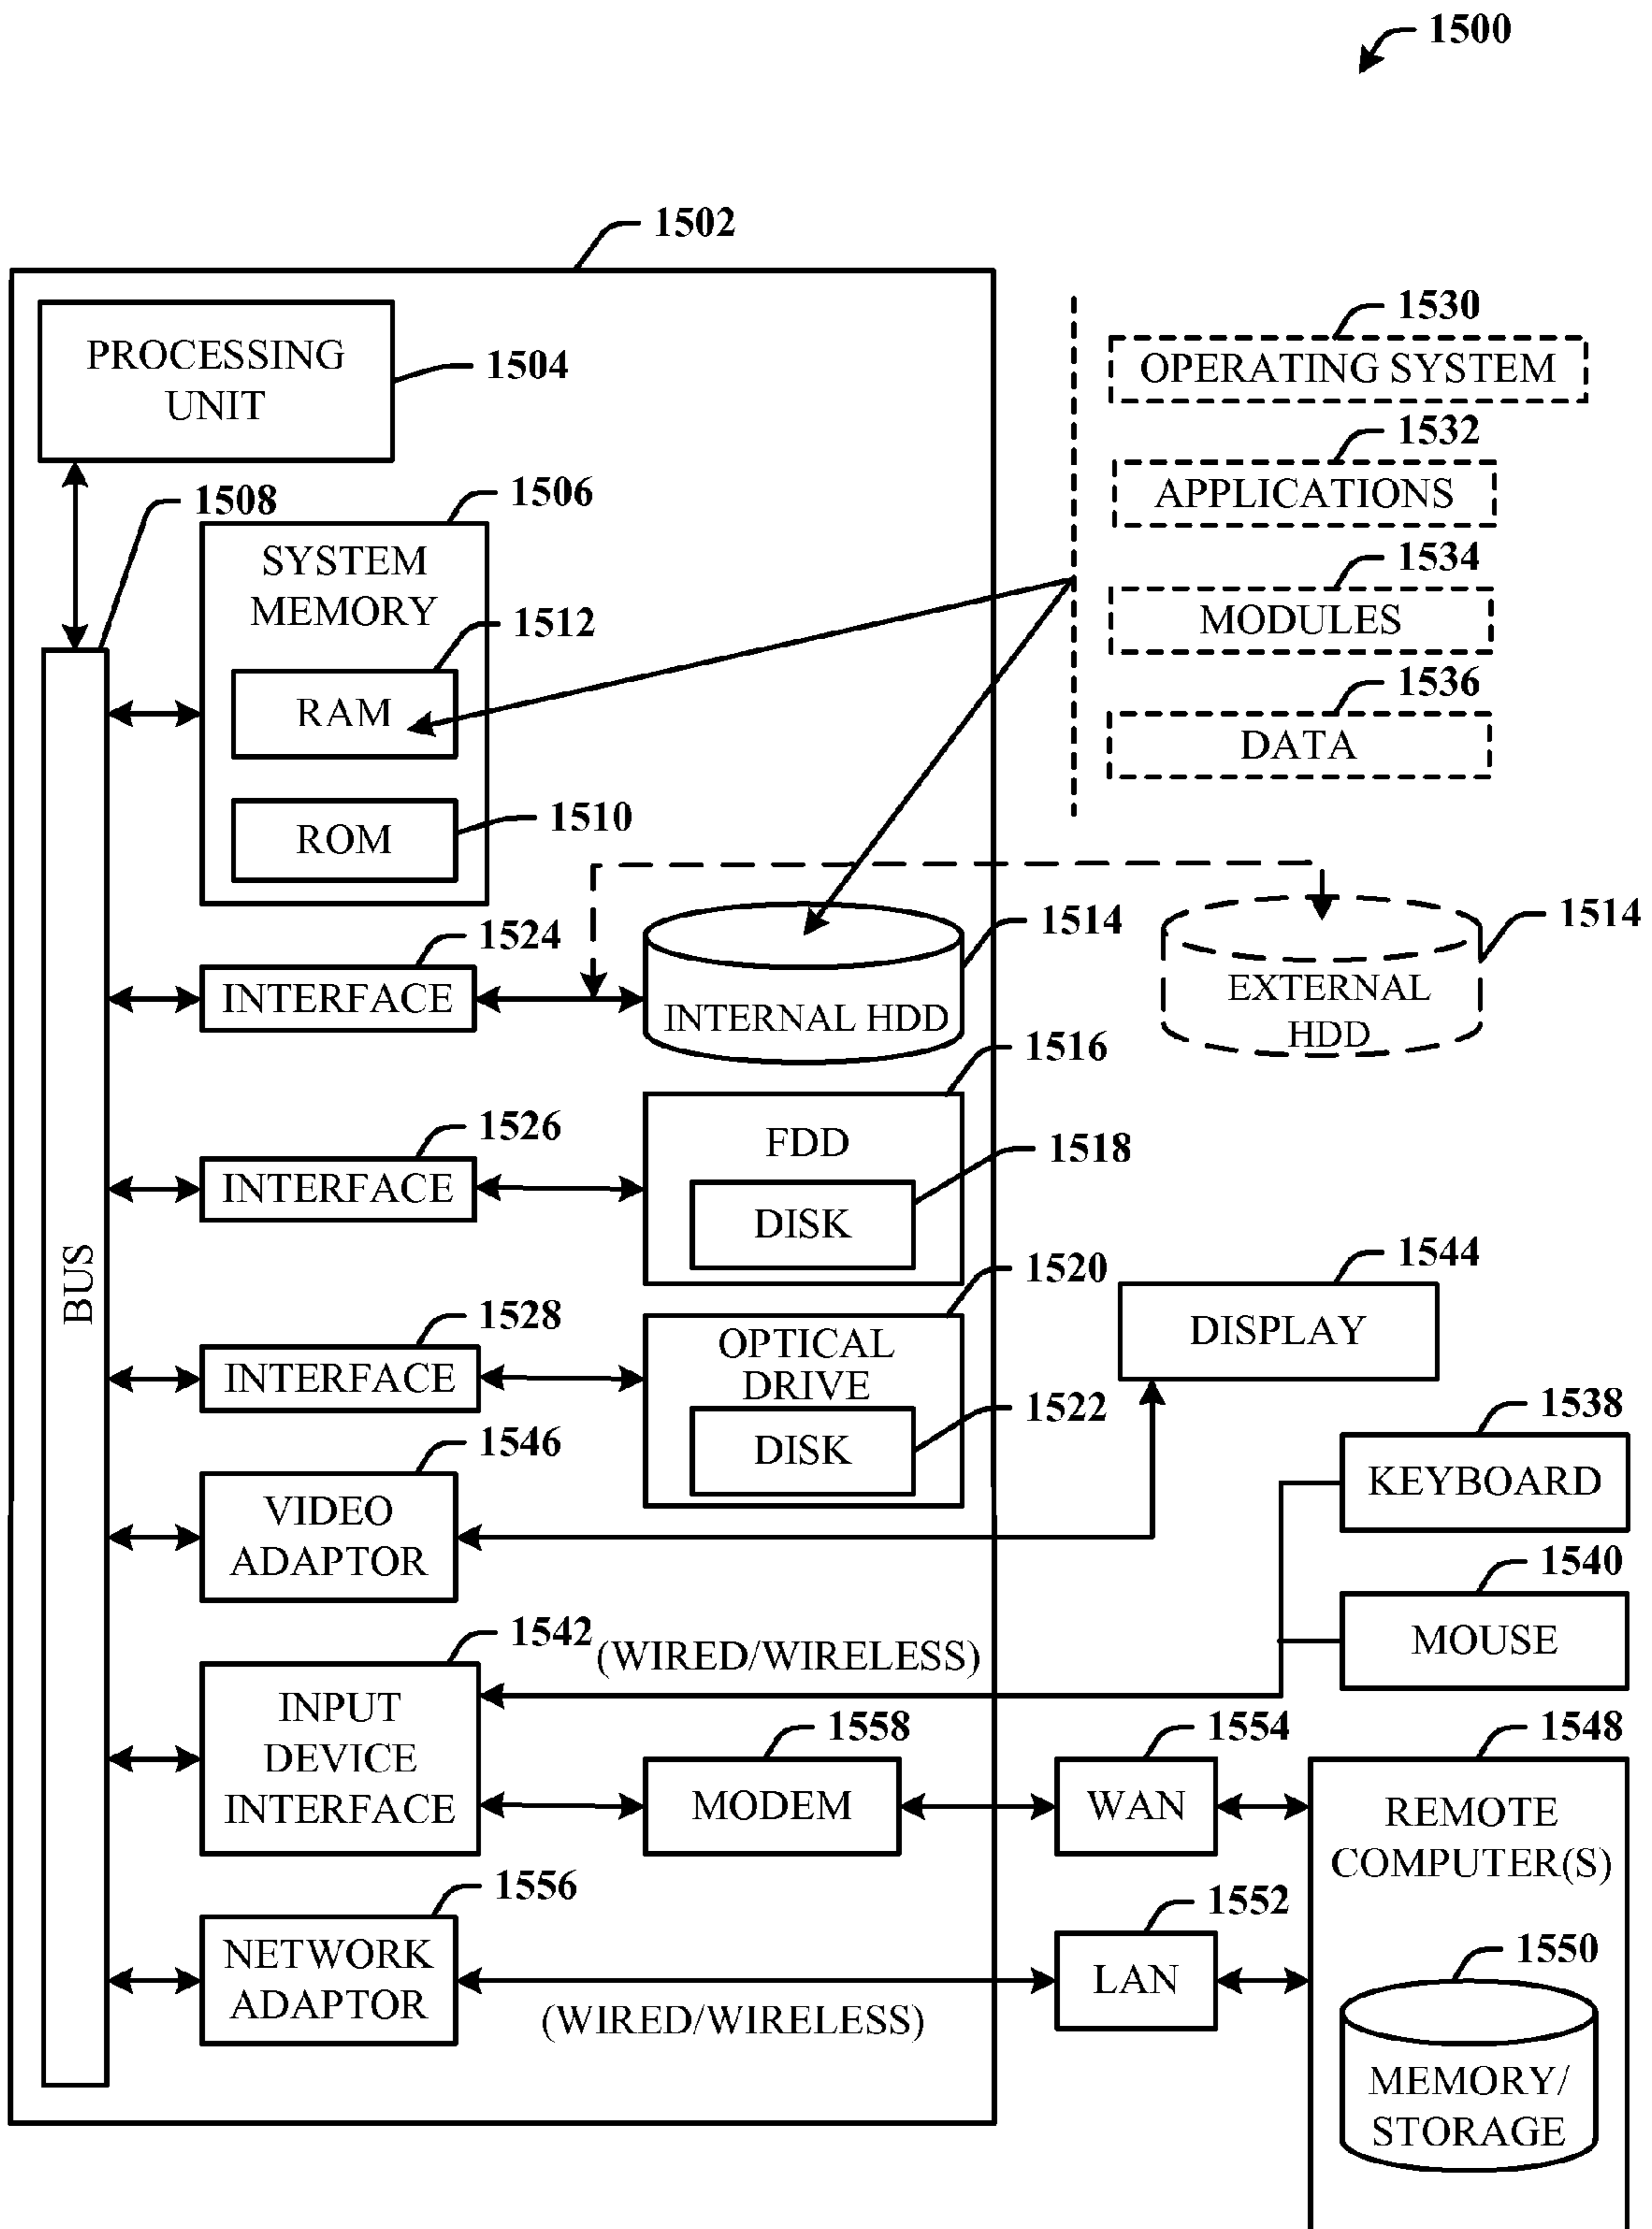 1500
1502
PROCESSING
UNIT
1504
1530
OPERATING SYSTEM
1532
APPLICATIONS
1534
MODULES
1536
DATA
1508
1506
SYSTEM
MEMORY
1512
RAM
1510
ROM
1524
INTERFACE
1514
INTERNAL HDD
1514
EXTERNAL
HDD
1516
FDD
1518
DISK
1526
INTERFACE
BUS
1520
OPTICAL
DRIVE
1522
DISK
1528
INTERFACE
1544
DISPLAY
1546
VIDEO
ADAPTOR
1538
KEYBOARD
1540
MOUSE
1542
(WIRED/WIRELESS)
INPUT
DEVICE
INTERFACE
1558
MODEM
1554
WAN
1548
REMOTE
COMPUTER(S)
1556
NETWORK
ADAPTOR
(WIRED/WIRELESS)
1552
LAN
1550
MEMORY/
STORAGE